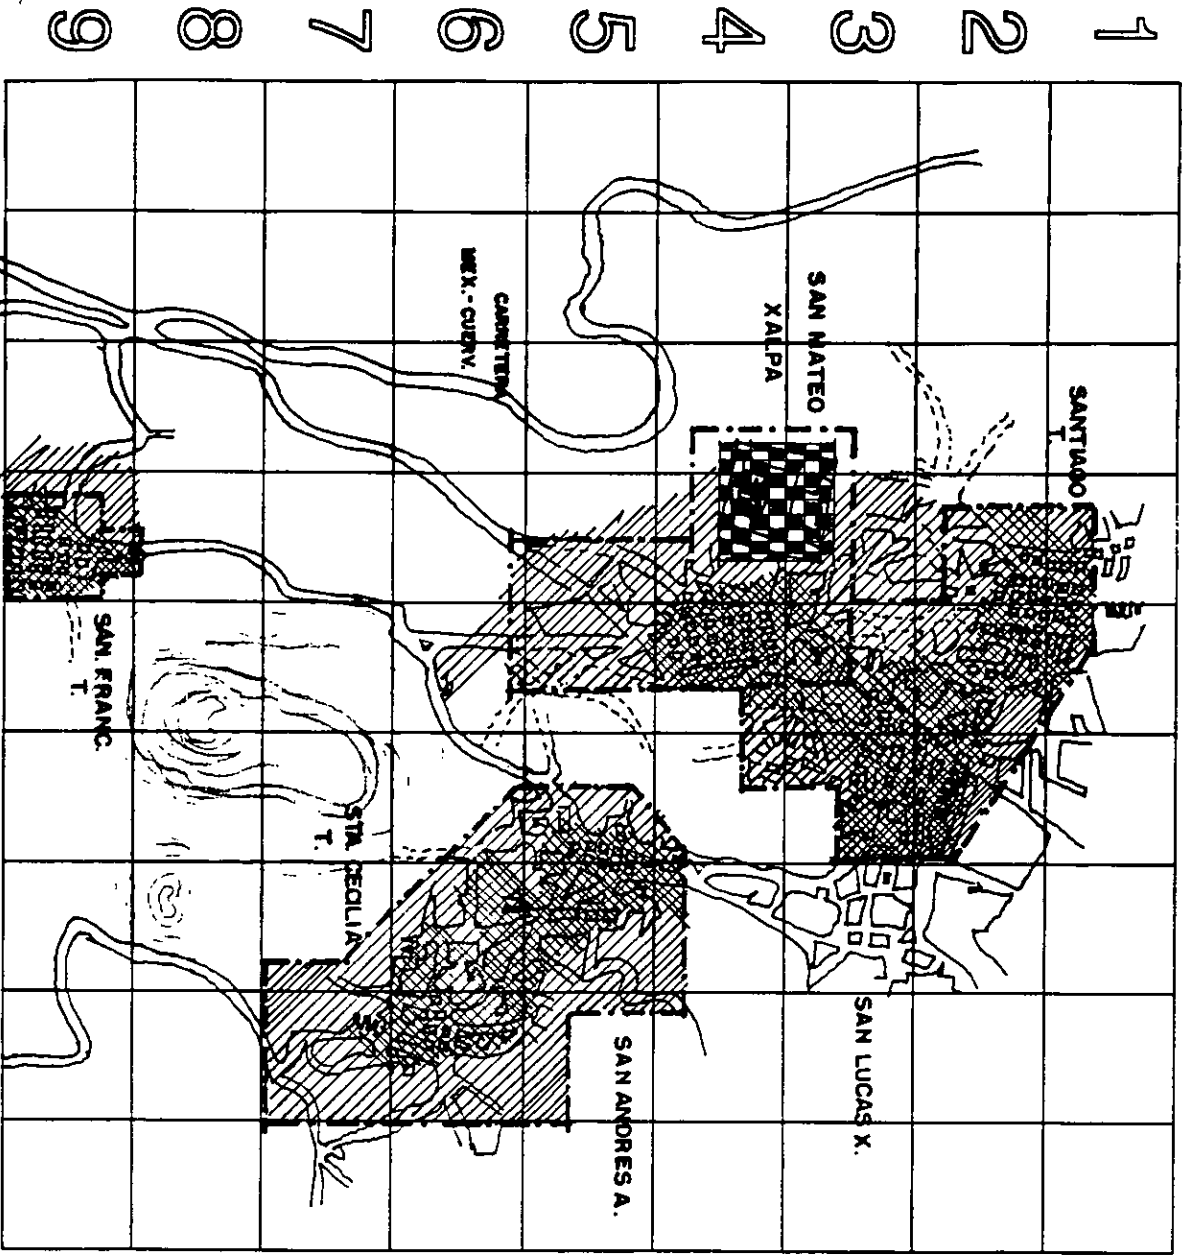 1
2
3
4
5
6
7
8
9
SANTIAGO
T.
SAN MATEO
XALPA
CARRETERA
MEX.-CUERV.
SAN LUCAS X.
SAN ANDRES A.
STA. CECILIA
T.
SAN. FRANC.
T.